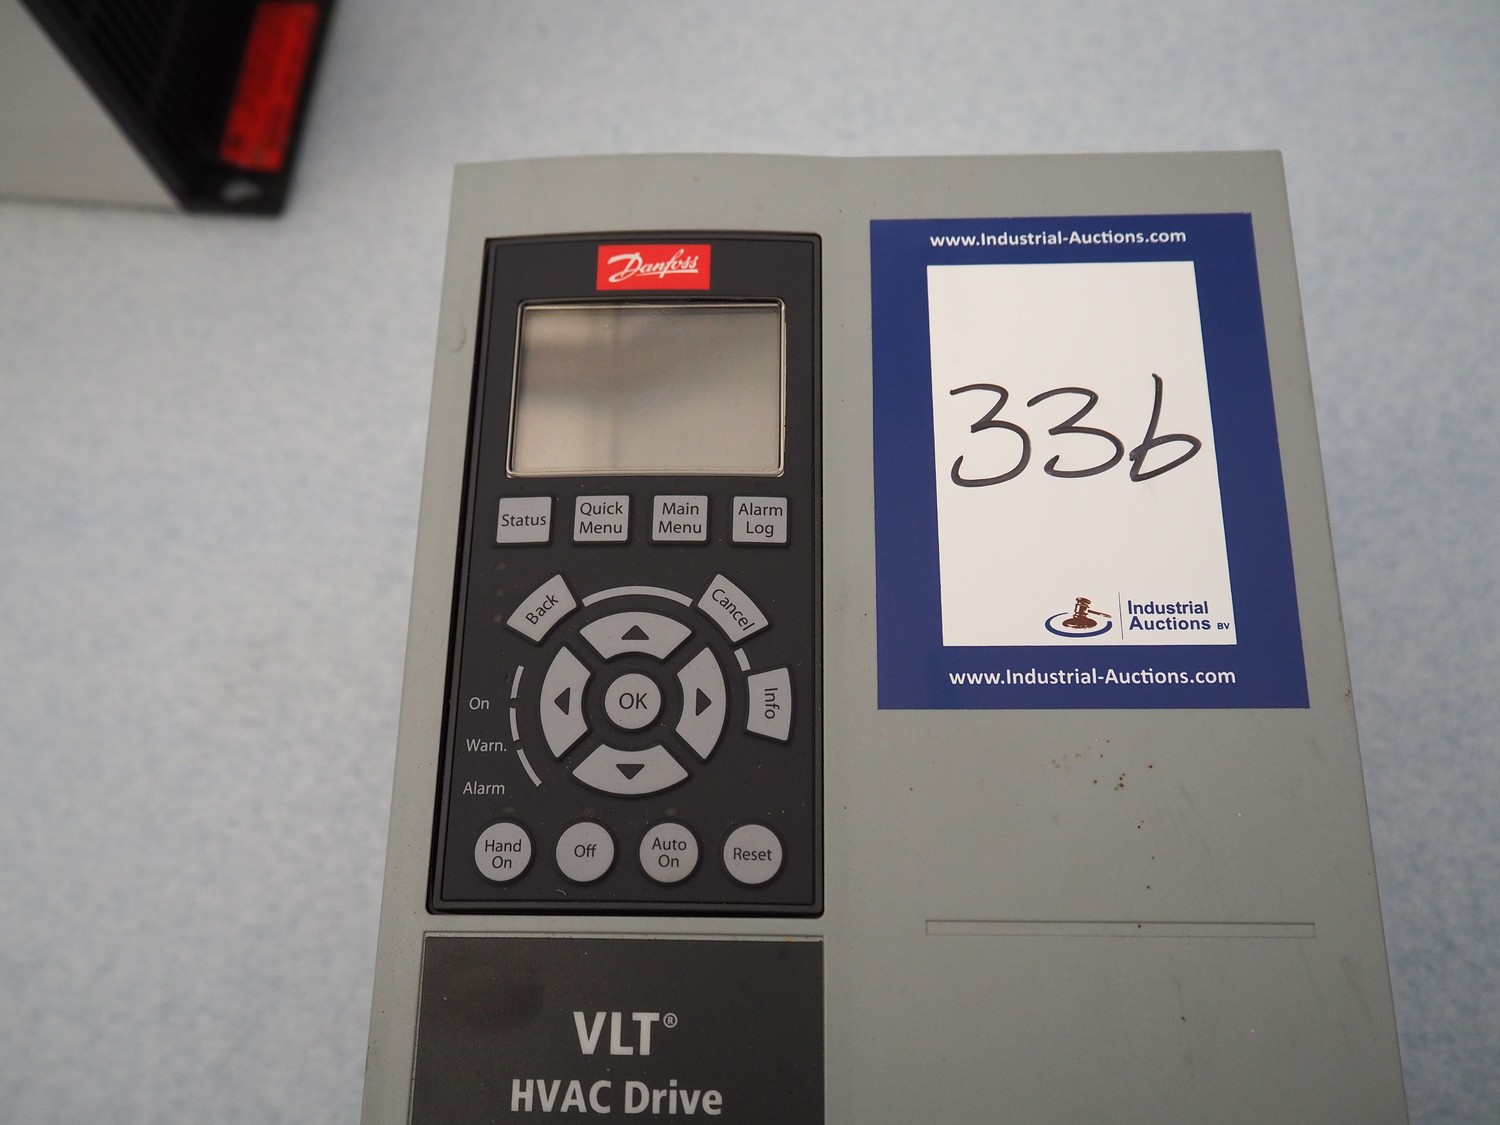 Danfoss
Status
Quick
Menu
Main
Menu
Alarm
Log
Back
Cancel
OK
Info
On
Warn.
Alarm
Hand
On
Off
Auto
On
Reset
VLT®
HVAC Drive
www.Industrial-Auctions.com
336
Industrial
Auctions BV
www.Industrial-Auctions.com